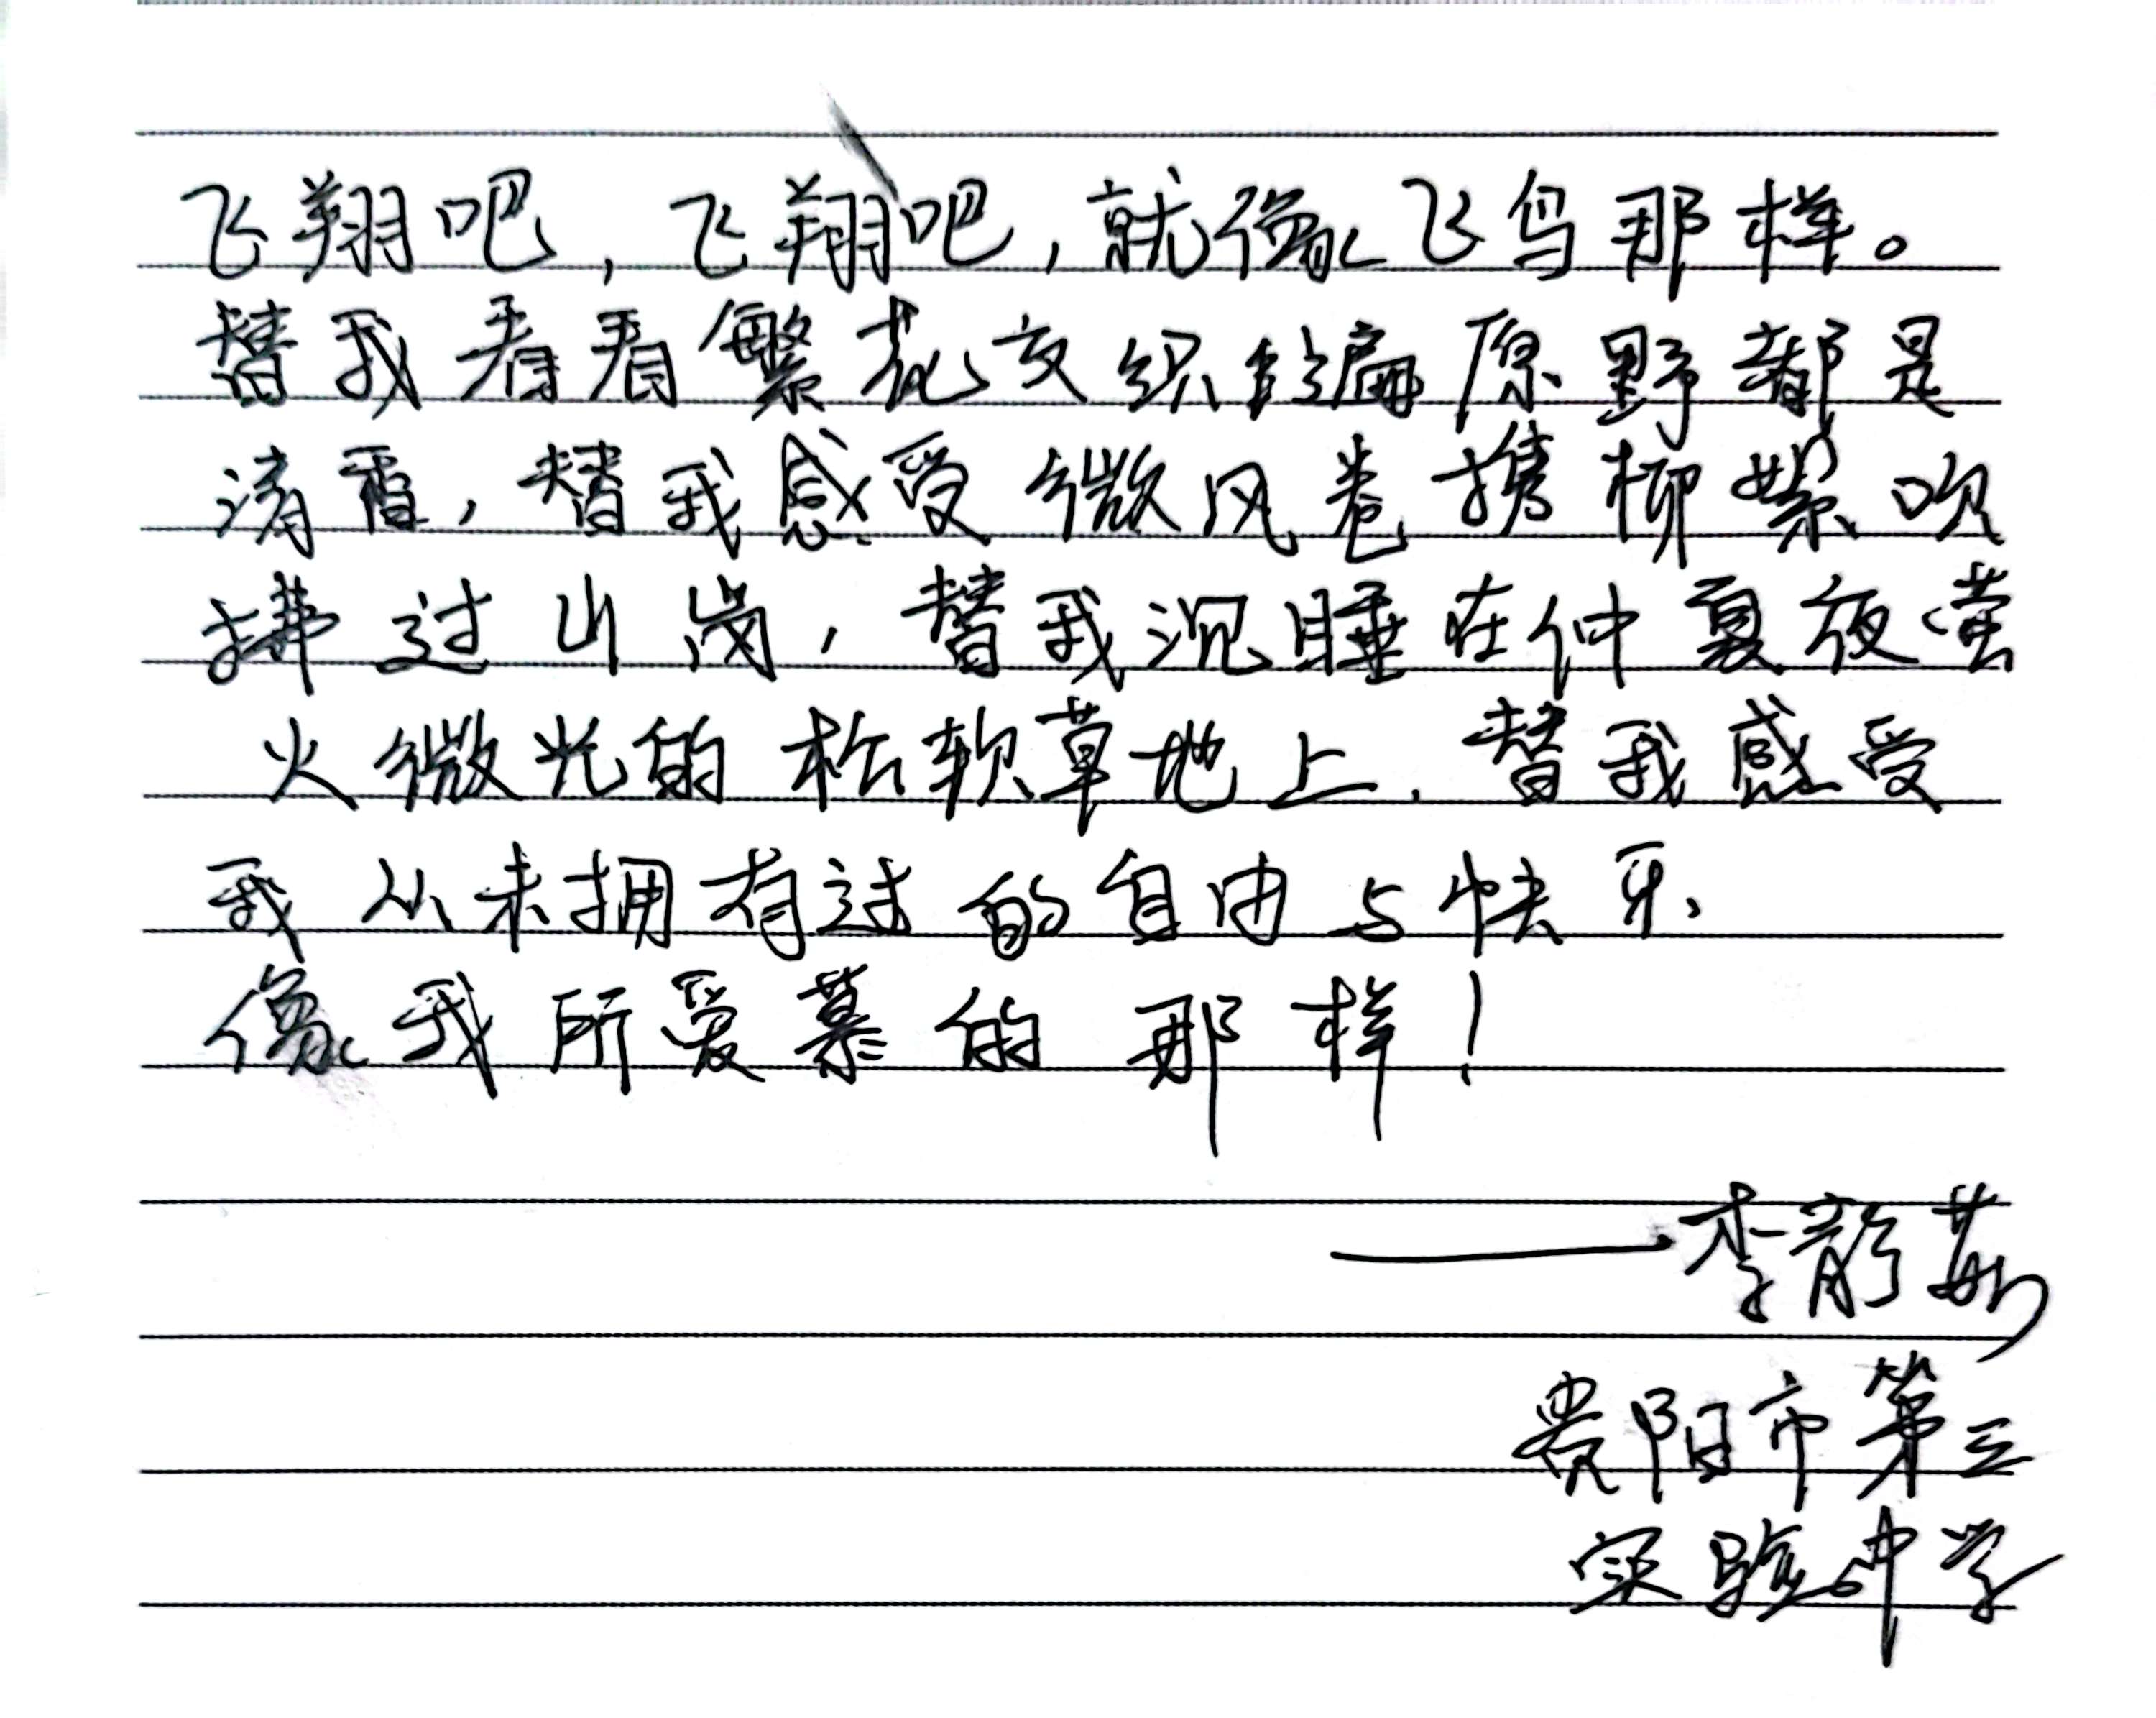 飞翔吧，飞翔吧，就像飞鸟那样。
替我看看繁花交织的遍原野都是
清香，替我感受微风卷携柳絮吹
拂过山岗，替我沉睡在仲夏夜萤
火微光的松软草地上，替我感受
我从未拥有过的自由与快乐、
像我所爱慕的那样！
——李
贵阳市第三
实验中学